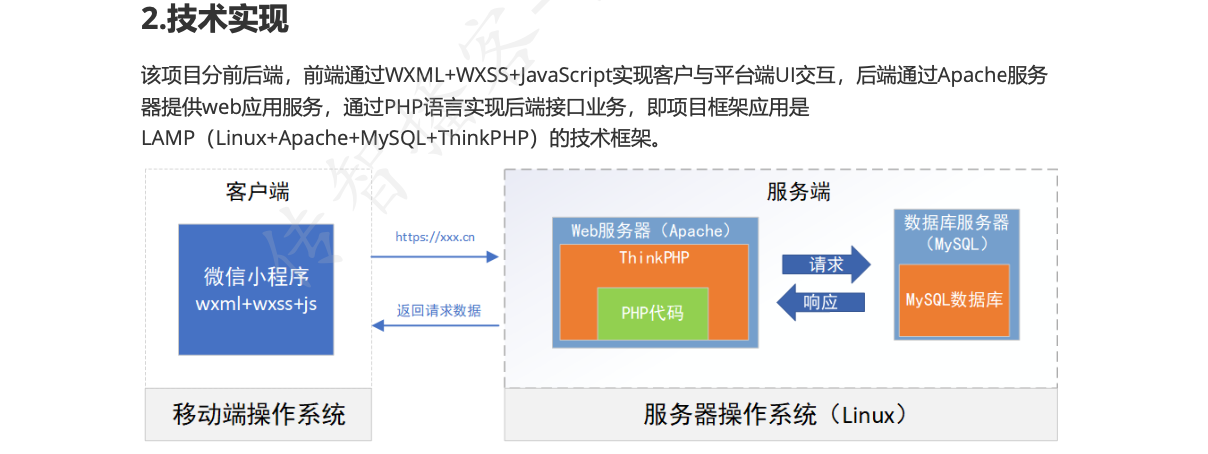 2.技术实现
该项目分前后端，前端通过WXML+WXSS+JavaScript实现客户与平台端UI交互，后端通过Apache服务
器提供web应用服务，通过PHP语言实现后端接口业务，即项目框架应用是
LAMP（Linux+Apache+MySQL+ThinkPHP）的技术框架。
客户端
微信小程序
wxml+wxss+js
移动端操作系统
https://xxx.cn
返回请求数据
服务端
Web服务器（Apache）
ThinkPHP
PHP代码
请求
响应
数据库服务器
（MySQL）
MySQL数据库
服务器操作系统（Linux）
传智播客